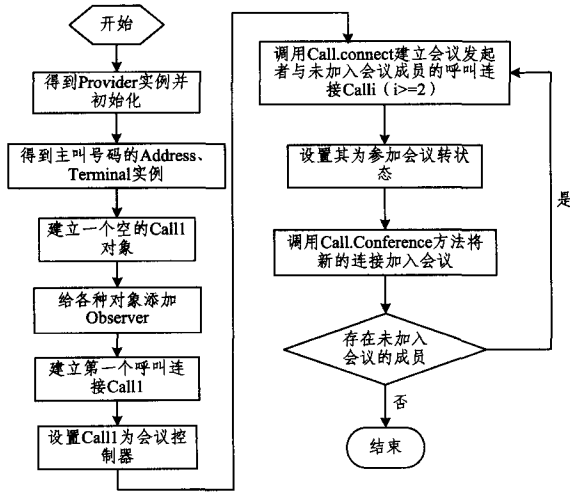 开始
得到Provider实例并
初始化
得到主叫号码的Address、
Terminal实例
建立一个空的Call1
对象
给各种对象添加
Observer
建立第一个呼叫连
接Call1
设置Call1为会议控
制器
调用Call.connect建立会议发起
者与未加入会议成员的呼叫连
接Calli（i>=2）
设置其为参加会议转状
态
调用Call.Conference方法将
新的连接加入会议
存在未加入
会议的成员
是
否
结束